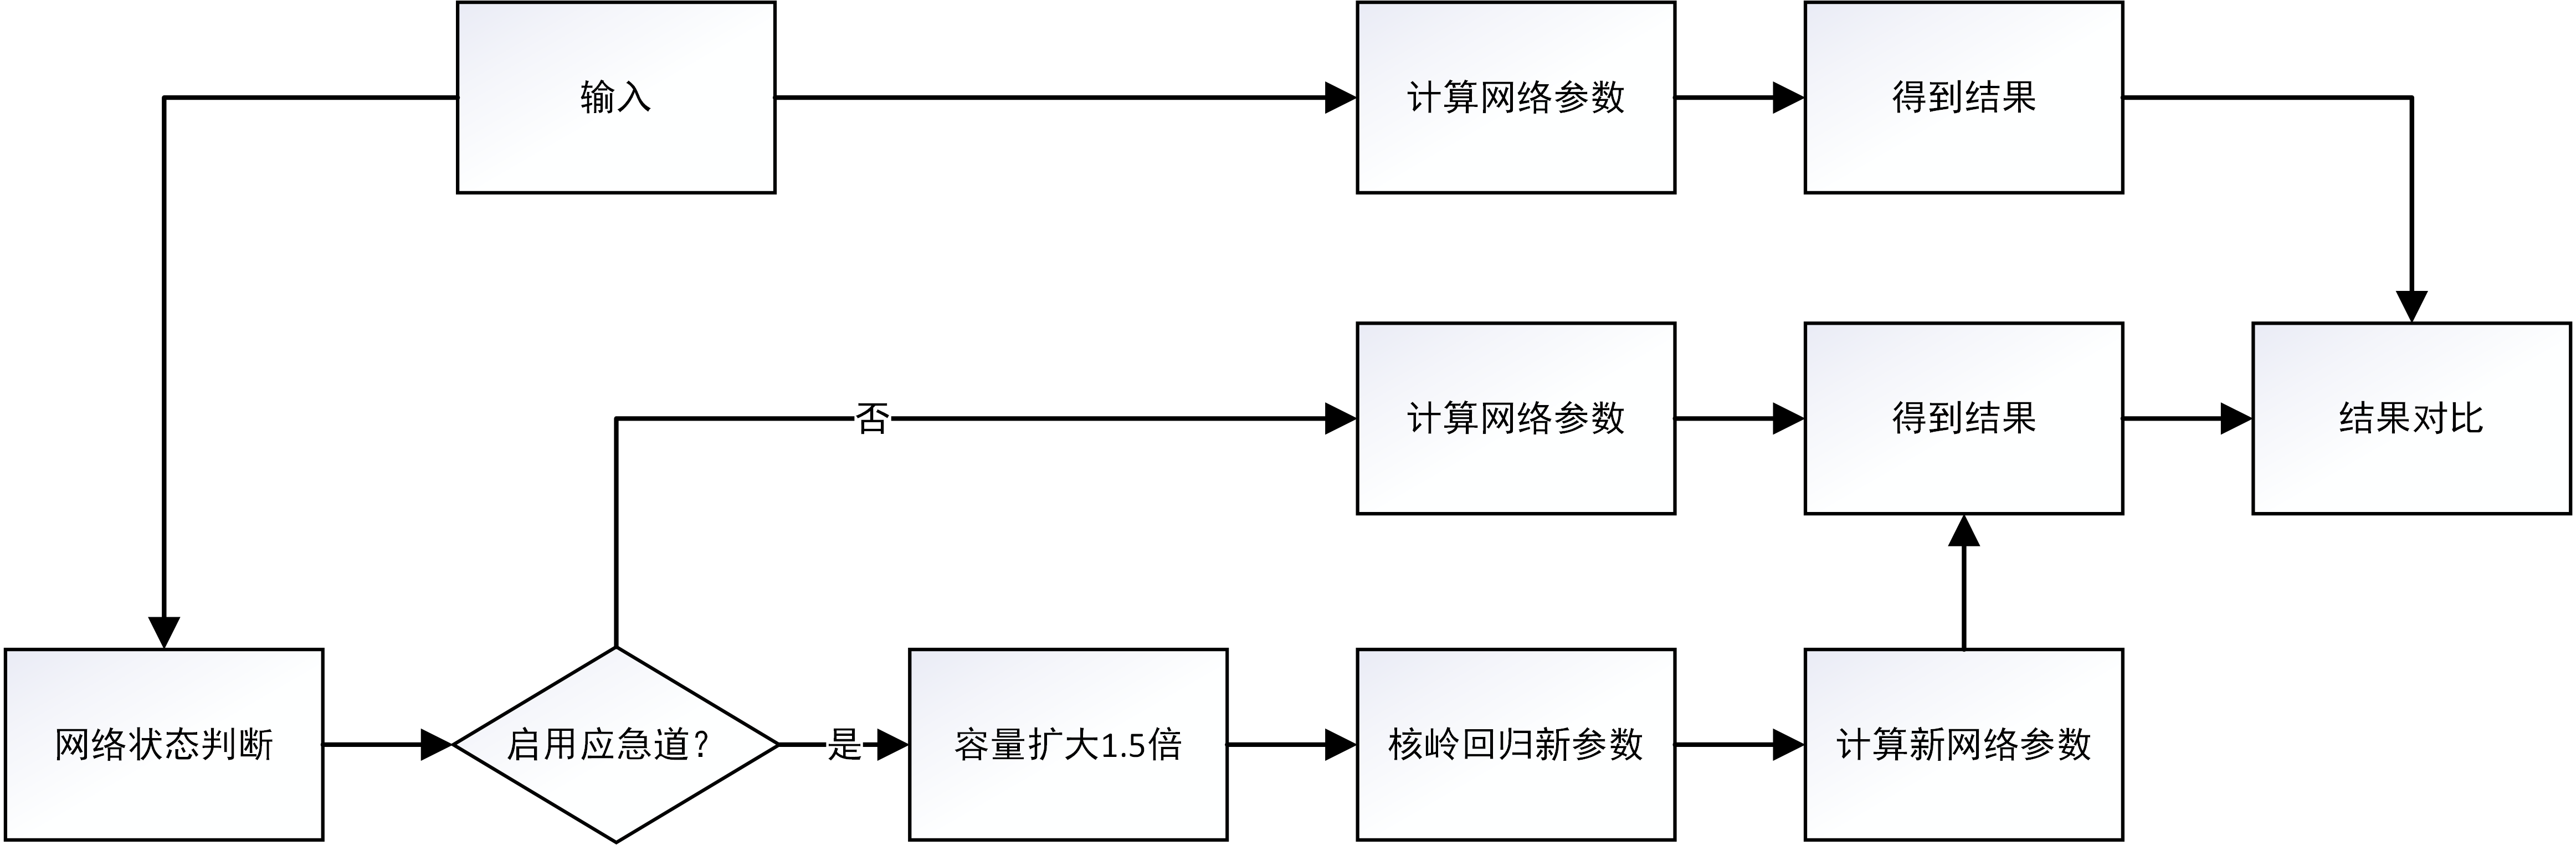 输入
计算网络参数
得到结果
否
计算网络参数
得到结果
结果对比
网络状态判断
启用应急道?
是
容量扩大1.5倍
核岭回归新参数
计算新网络参数